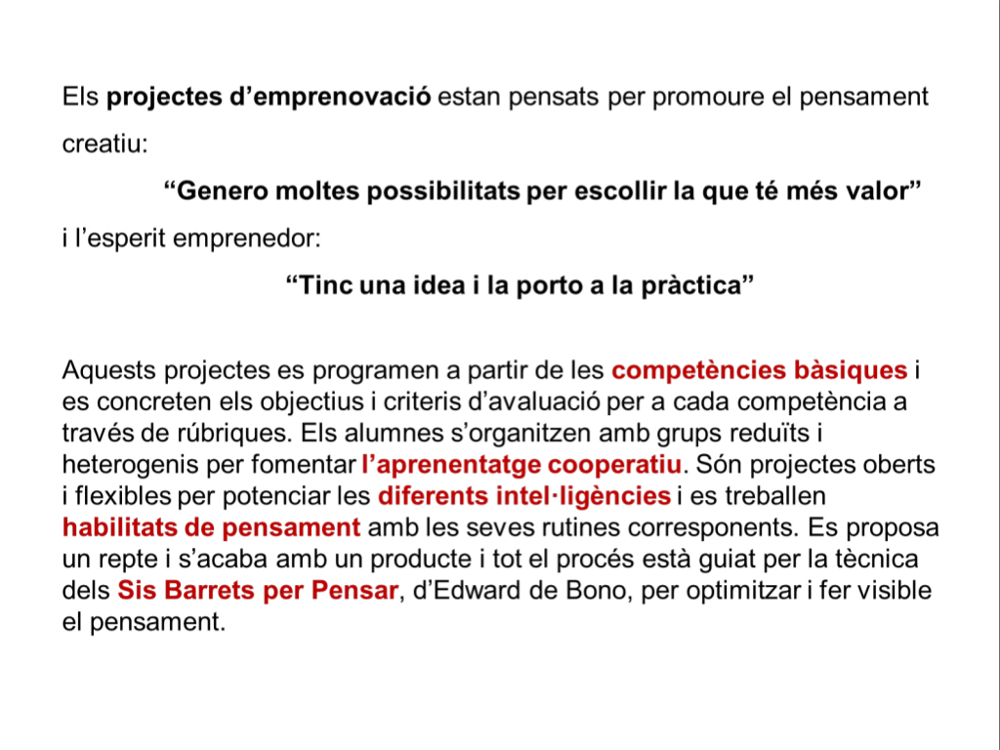 Els projectes d’emprenovació estan pensats per promoure el pensament
creatiu:
“Genero moltes possibilitats per escollir la que té més valor”
i l’esperit emprenedor:
“Tinc una idea i la porto a la pràctica”
Aquests projectes es programen a partir de les competències bàsiques i
es concreten els objectius i criteris d’avaluació per a cada competència a
través de rúbriques. Els alumnes s’organitzen amb grups reduïts i
heterogenis per fomentar l’aprenentatge cooperatiu. Són projectes oberts
i flexibles per potenciar les diferents intel·ligències i es treballen
habilitats de pensament amb les seves rutines corresponents. Es proposa
un repte i s’acaba amb un producte i tot el procés està guiat per la tècnica
dels Sis Barrets per Pensar, d’Edward de Bono, per optimitzar i fer visible
el pensament.